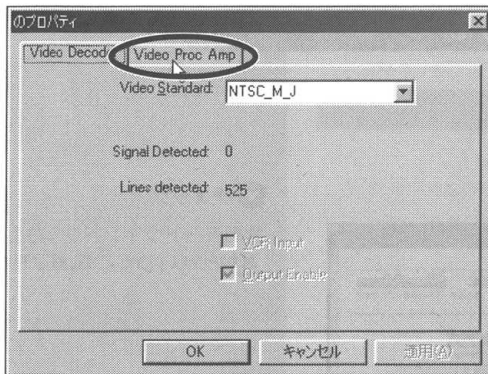 のプロパティ
Video Decoder Video Proc Amp
Video Standard: NTSC_M_J
Signal Detected: 0
Lines detected: 525
VCR Input
Output Enable
OK キャンセル 適用(A)